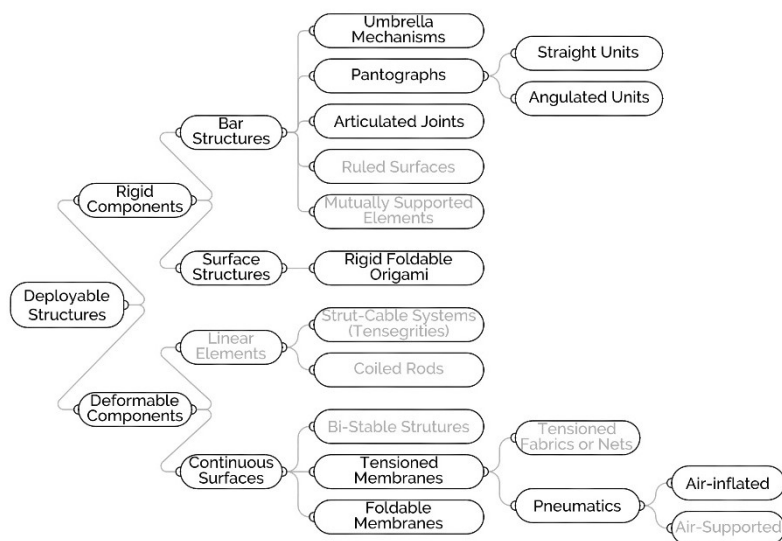 Umbrella
Mechanisms
Pantographs
Straight Units
Angulated Units
Bar
Structures
Articulated Joints
Ruled Surfaces
Mutually Supported
Elements
Rigid
Components
Surface
Structures
Rigid Foldable
Origami
Deployable
Structures
Linear
Elements
Strut-Cable Systems
(Tensegrities)
Coiled Rods
Deformable
Components
Bi-Stable Strutures
Tensioned
Fabrics or Nets
Continuous
Surfaces
Tensioned
Membranes
Pneumatics
Air-inflated
Air-Supported
Foldable
Membranes